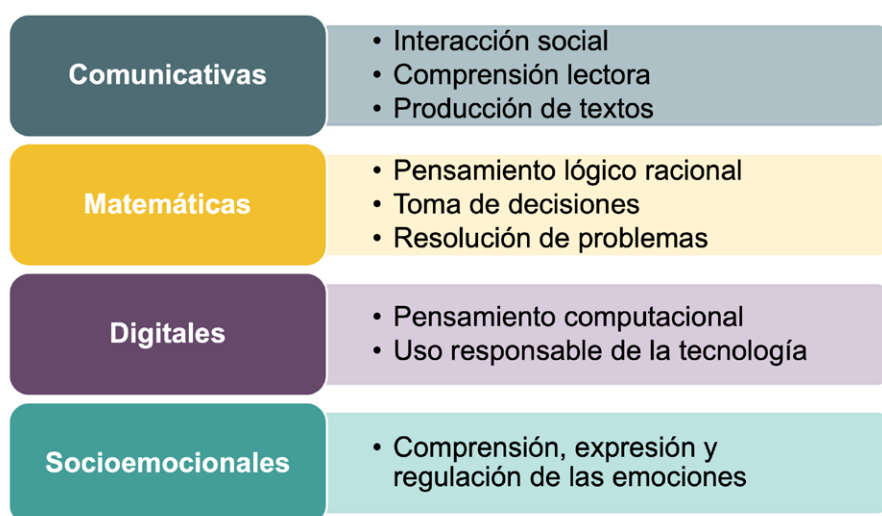 Comunicativas
• Interacción social
• Comprensión lectora
• Producción de textos
Matemáticas
• Pensamiento lógico racional
• Toma de decisiones
• Resolución de problemas
Digitales
• Pensamiento computacional
• Uso responsable de la tecnología
Socioemocionales
• Comprensión, expresión y
regulación de las emociones